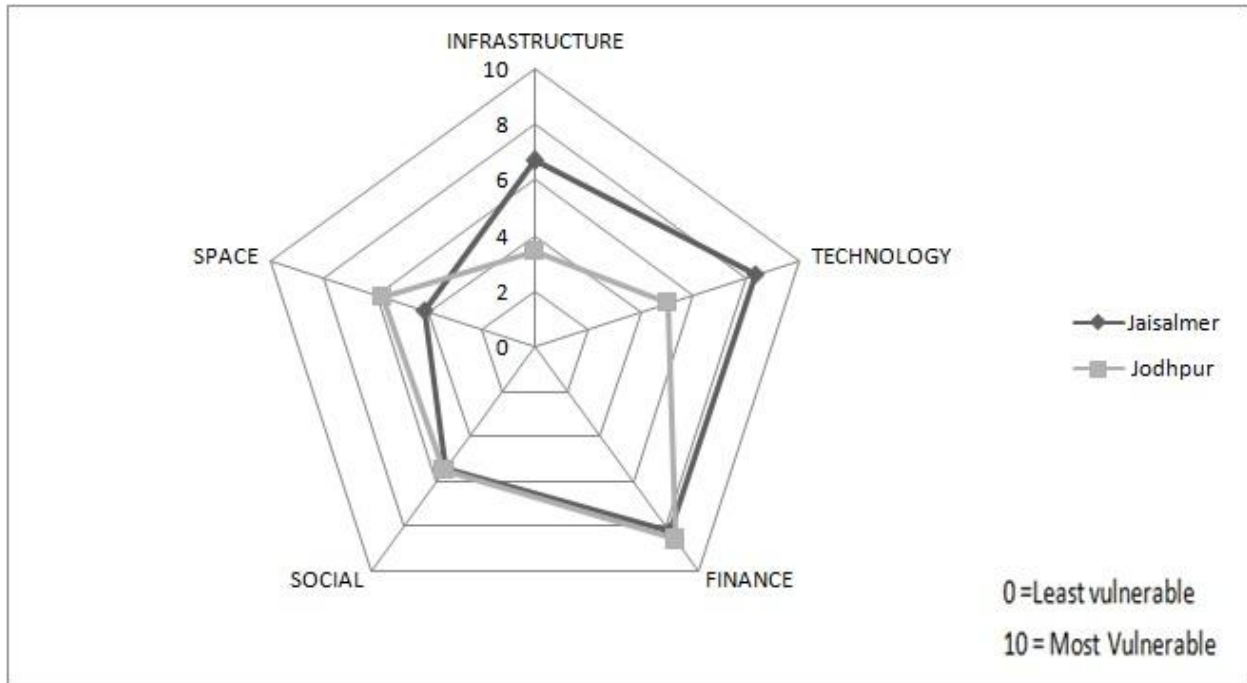 INFRASTRUCTURE
10
8
6
4
2
0
SPACE
TECHNOLOGY
Jaisalmer
Jodhpur
SOCIAL
FINANCE
0 =Least vulnerable
10 = Most Vulnerable